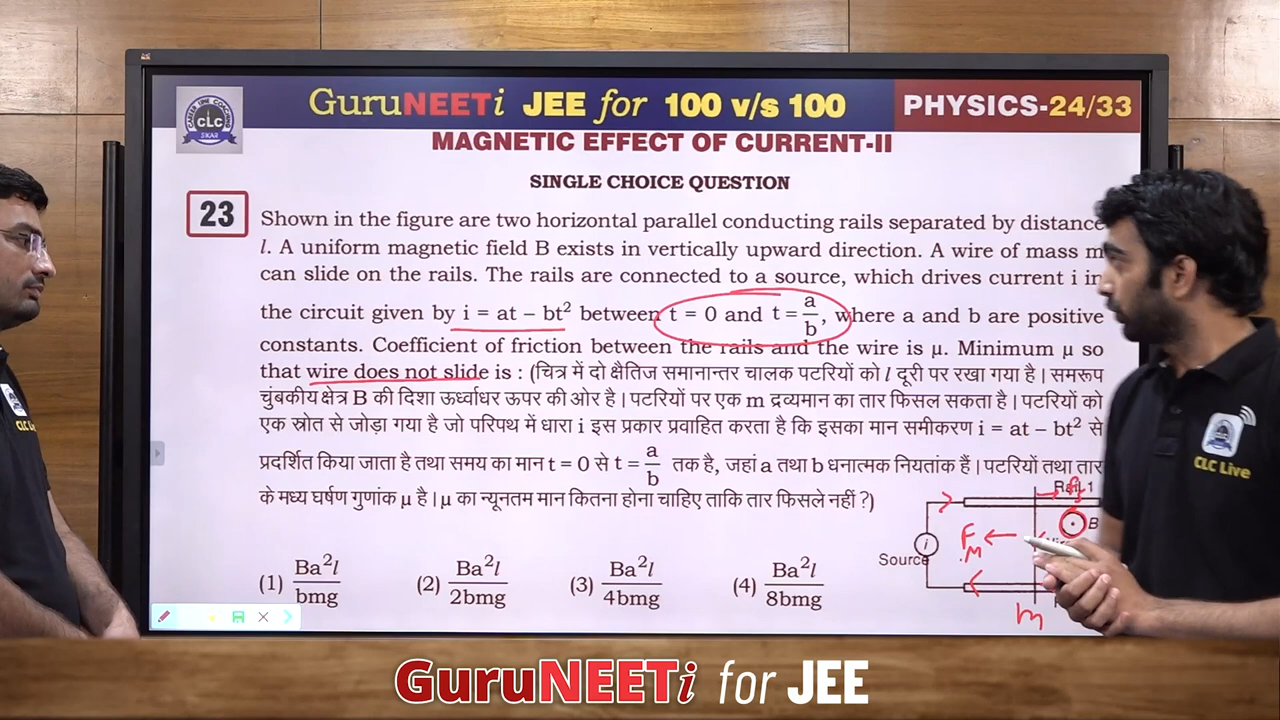 GuruNEETi JEE for 100 v/s 100
PHYSICS-24/33
CLC
SIKAR
MAGNETIC EFFECT OF CURRENT-II
SINGLE CHOICE QUESTION
23
Shown in the figure are two horizontal parallel conducting rails separated by distance
l. A uniform magnetic field B exists in vertically upward direction. A wire of mass m
can slide on the rails. The rails are connected to a source, which drives current i in
the circuit given by i = at – bt² between t = 0 and t = a/b, where a and b are positive
constants. Coefficient of friction between the rails and the wire is µ. Minimum µ so
that wire does not slide is : (चित्र में दो क्षैतिज समानान्तर चालक पटरियों को l दूरी पर रखा गया है। समरूप
चुंबकीय क्षेत्र B की दिशा ऊर्ध्वाधर ऊपर की ओर है। पटरियों पर एक m द्रव्यमान का तार फिसल सकता है। पटरियों को
एक स्रोत से जोड़ा गया है जो परिपथ में धारा i इस प्रकार प्रवाहित करता है कि इसका मान समीकरण i = at – bt² से
प्रदर्शित किया जाता है तथा समय का मान t = 0 से t = a/b तक है, जहां a तथा b धनात्मक नियतांक हैं। पटरियों तथा तार
के मध्य घर्षण गुणांक µ है। µ का न्यूनतम मान कितना होना चाहिए ताकि तार फिसले नहीं ?)
(1) Ba²l/bmg (2) Ba²l/2bmg (3) Ba²l/4bmg (4) Ba²l/8bmg
Rail 1
B
i
Source
F
M
m
CLC Live
CLC Live
GuruNEETi for JEE